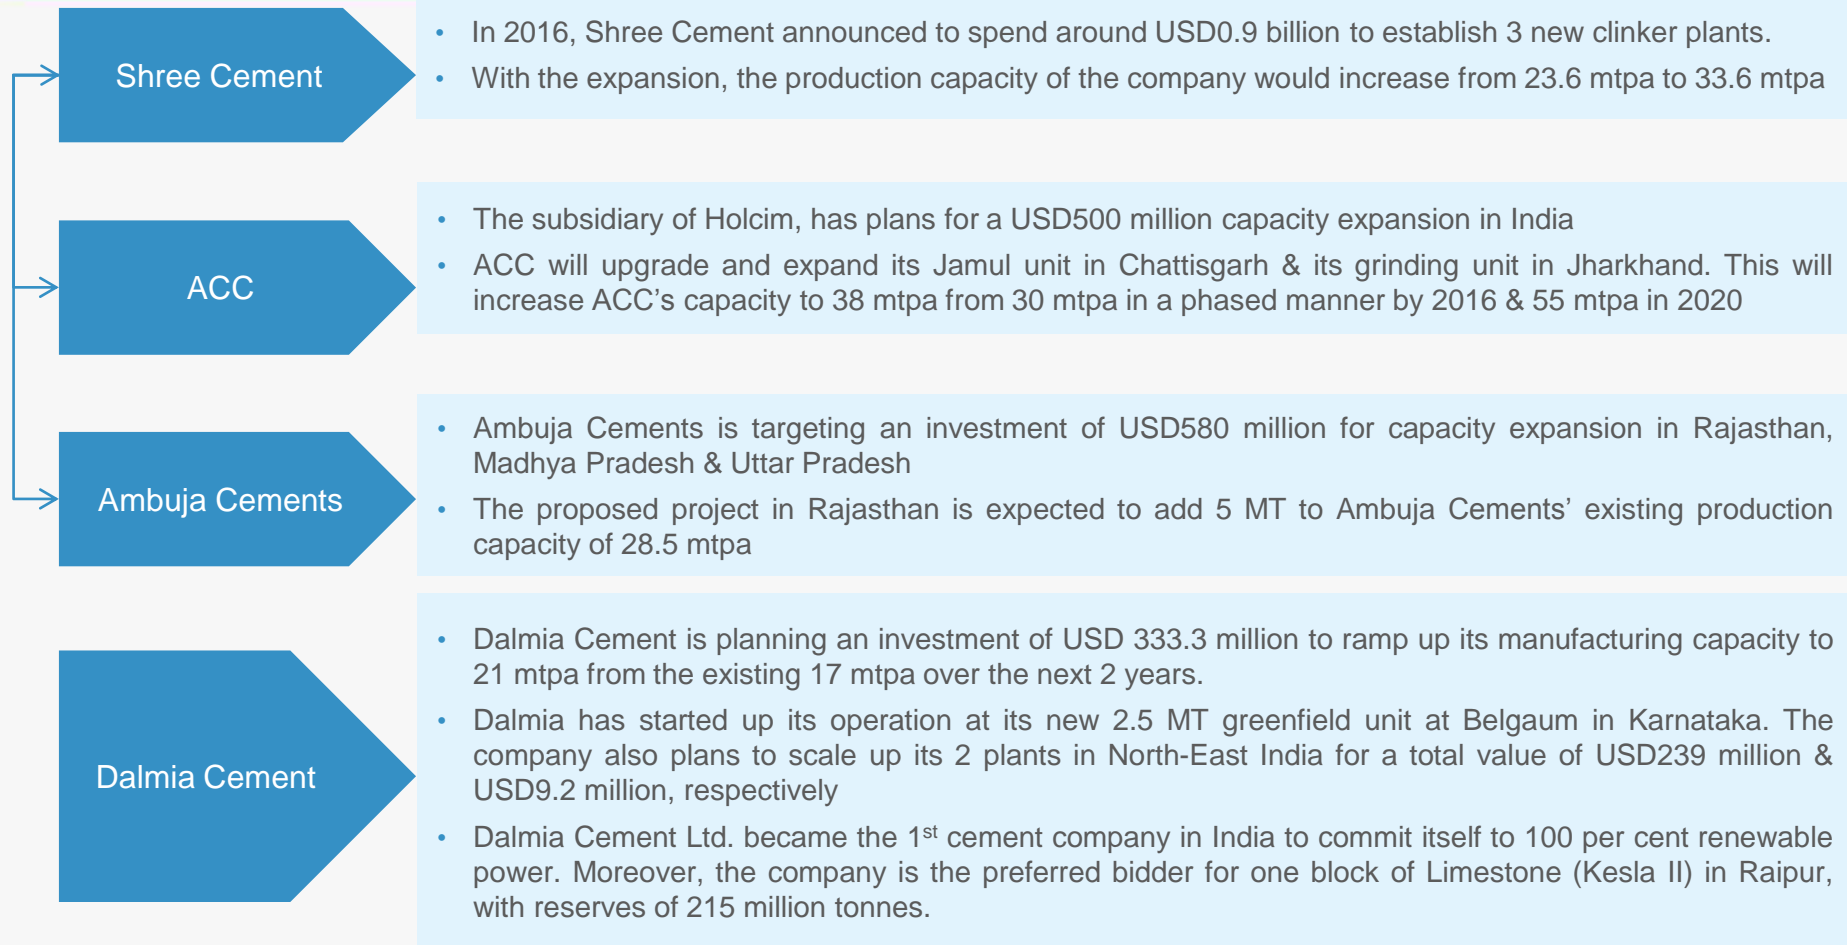 Shree Cement
• In 2016, Shree Cement announced to spend around USD0.9 billion to establish 3 new clinker plants.
• With the expansion, the production capacity of the company would increase from 23.6 mtpa to 33.6 mtpa
ACC
• The subsidiary of Holcim, has plans for a USD500 million capacity expansion in India
• ACC will upgrade and expand its Jamul unit in Chattisgarh & its grinding unit in Jharkhand. This will
increase ACC’s capacity to 38 mtpa from 30 mtpa in a phased manner by 2016 & 55 mtpa in 2020
Ambuja Cements
• Ambuja Cements is targeting an investment of USD580 million for capacity expansion in Rajasthan,
Madhya Pradesh & Uttar Pradesh
• The proposed project in Rajasthan is expected to add 5 MT to Ambuja Cements’ existing production
capacity of 28.5 mtpa
Dalmia Cement
• Dalmia Cement is planning an investment of USD 333.3 million to ramp up its manufacturing capacity to
21 mtpa from the existing 17 mtpa over the next 2 years.
• Dalmia has started up its operation at its new 2.5 MT greenfield unit at Belgaum in Karnataka. The
company also plans to scale up its 2 plants in North-East India for a total value of USD239 million &
USD9.2 million, respectively
• Dalmia Cement Ltd. became the 1st cement company in India to commit itself to 100 per cent renewable
power. Moreover, the company is the preferred bidder for one block of Limestone (Kesla II) in Raipur,
with reserves of 215 million tonnes.